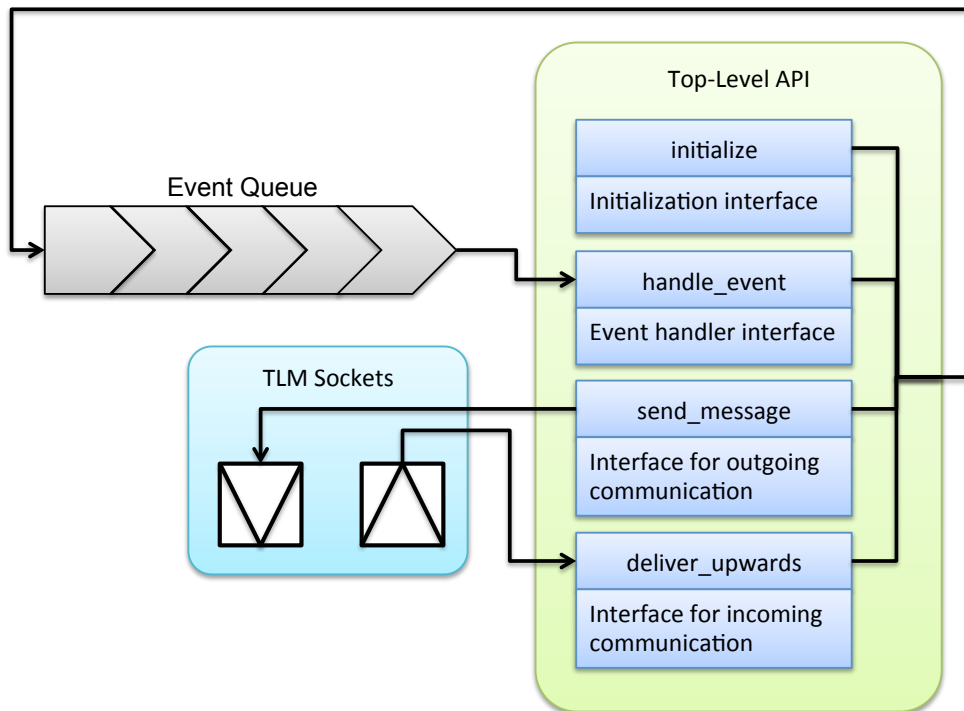 Top-Level API
initialize
Initialization interface
Event Queue
handle_event
Event handler interface
TLM Sockets
send_message
Interface for outgoing
communication
deliver_upwards
Interface for incoming
communication